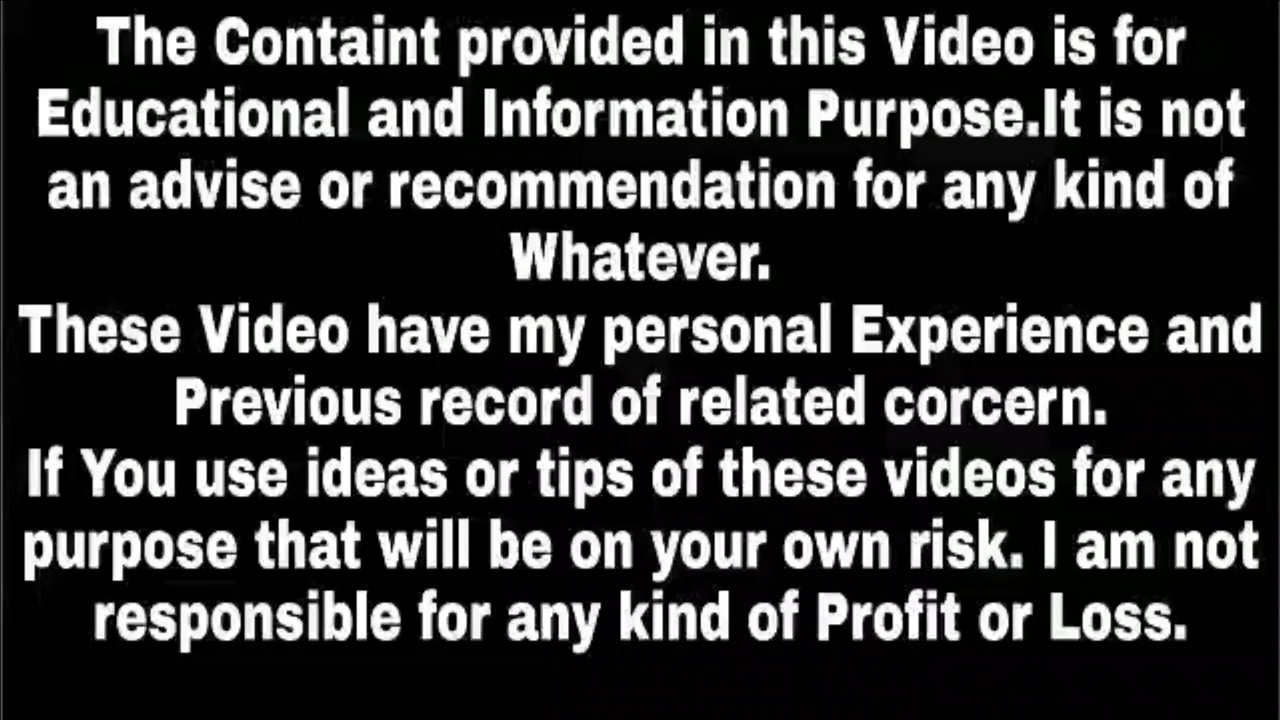 The Containt provided in this Video is for
Educational and Information Purpose.It is not
an advise or recommendation for any kind of
Whatever.
These Video have my personal Experience and
Previous record of related corcern.
If You use ideas or tips of these videos for any
purpose that will be on your own risk. I am not
responsible for any kind of Profit or Loss.